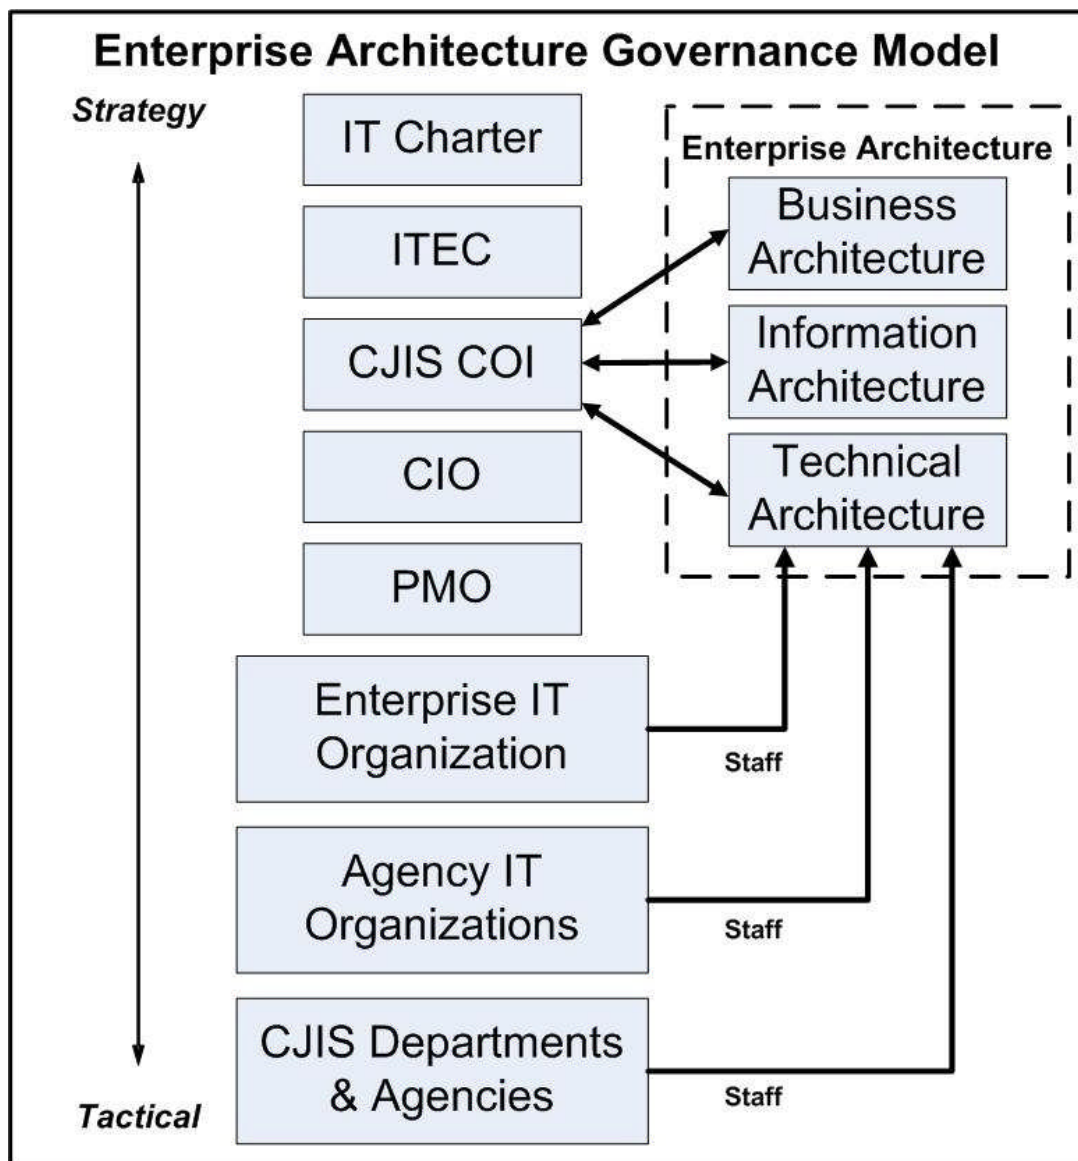 Enterprise Architecture Governance Model
Strategy
IT Charter
ITEC
CJIS COI
CIO
PMO
Enterprise IT
Organization
Agency IT
Organizations
CJIS Departments
& Agencies
Tactical
Enterprise Architecture
Business
Architecture
Information
Architecture
Technical
Architecture
Staff
Staff
Staff